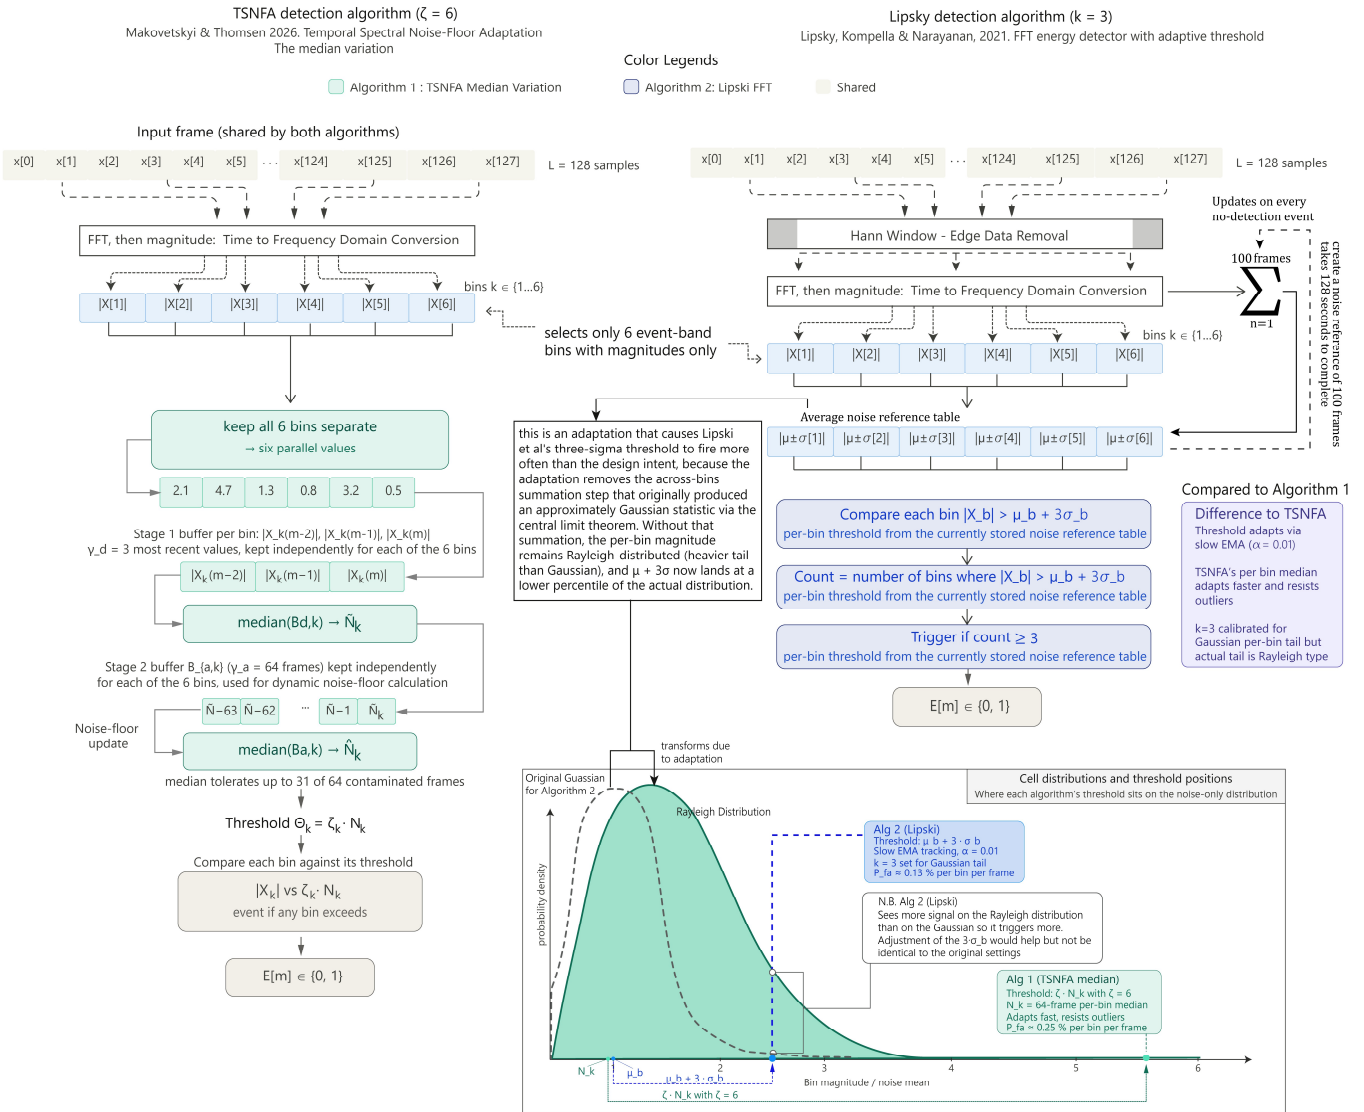 TSNFA detection algorithm (ζ = 6)
Makovetskyi & Thomsen 2026. Temporal Spectral Noise-Floor Adaptation
The median variation
Lipsky detection algorithm (k = 3)
Lipsky, Kompella & Narayanan, 2021. FFT energy detector with adaptive threshold
Color Legends
Algorithm 1 : TSNFA Median Variation
Algorithm 2: Lipski FFT
Shared
Input frame (shared by both algorithms)
x[0] x[1] x[2] x[3] x[4] x[5] ... x[124] x[125] x[126] x[127]
L = 128 samples
FFT, then magnitude: Time to Frequency Domain Conversion
bins k ∈ {1...6}
|X[1]| |X[2]| |X[3]| |X[4]| |X[5]| |X[6]|
selects only 6 event-band
bins with magnitudes only
keep all 6 bins separate
→ six parallel values
2.1 4.7 1.3 0.8 3.2 0.5
Stage 1 buffer per bin: |X_k(m-2)|, |X_k(m-1)|, |X_k(m)|
γ_d = 3 most recent values, kept independently for each of the 6 bins
|Xk(m−2)| |Xk(m−1)| |Xk(m)|
median(Bd,k) → Ñk
Stage 2 buffer B_{a,k} (γ_a = 64 frames) kept independently
for each of the 6 bins, used for dynamic noise-floor calculation
Ñ−63 Ñ−62 ... Ñ−1 Ñk
Noise-floor
update
median(Ba,k) → N̂k
median tolerates up to 31 of 64 contaminated frames
Threshold Θk = ζk· Nk
Compare each bin against its threshold
|Xk| vs ζk· Nk
event if any bin exceeds
E[m] ∈ {0, 1}
x[0] x[1] x[2] x[3] x[4] x[5] ... x[124] x[125] x[126] x[127]
L = 128 samples
Hann Window - Edge Data Removal
FFT, then magnitude: Time to Frequency Domain Conversion
bins k ∈ {1...6}
|X[1]| |X[2]| |X[3]| |X[4]| |X[5]| |X[6]|
Updates on every
no-detection event
100 frames
∑
n=1
create a noise reference of 100 frames
takes 128 seconds to complete
Average noise reference table
|μ±σ[1]| |μ±σ[2]| |μ±σ[3]| |μ±σ[4]| |μ±σ[5]| |μ±σ[6]|
this is an adaptation that causes Lipski
et al's three-sigma threshold to fire more
often than the design intent, because the
adaptation removes the across-bins
summation step that originally produced
an approximately Gaussian statistic via the
central limit theorem. Without that
summation, the per-bin magnitude
remains Rayleigh distributed (heavier tail
than Gaussian), and μ + 3σ now lands at a
lower percentile of the actual distribution.
Compare each bin |X_b| > μ_b + 3σ_b
per-bin threshold from the currently stored noise reference table
Count = number of bins where |X_b| > μ_b + 3σ_b
per-bin threshold from the currently stored noise reference table
Trigger if count ≥ 3
per-bin threshold from the currently stored noise reference table
E[m] ∈ {0, 1}
Compared to Algorithm 1
Difference to TSNFA
Threshold adapts via
slow EMA (α = 0.01)
TSNFA's per bin median
adapts faster and resists
outliers
k=3 calibrated for
Gaussian per-bin tail but
actual tail is Rayleigh type
transforms due
to adaptation
Original Guassian
for Algorithm 2
Rayleigh Distribution
Cell distributions and threshold positions
Where each algorithm's threshold sits on the noise-only distribution
Alg 2 (Lipski)
Threshold: μ b + 3 · σ b
Slow EMA tracking, α = 0.01
k = 3 set for Gaussian tail
P_fa ≈ 0.13 % per bin per frame
N.B. Alg 2 (Lipski)
Sees more signal on the Rayleigh distribution
than on the Gaussian so it triggers more.
Adjustment of the 3·σ_b would help but not be
identical to the original settings
Alg 1 (TSNFA median)
Threshold: ζ · N_k with ζ = 6
N_k = 64-frame per-bin median
Adapts fast, resists outliers
P_fa ≈ 0.25 % per bin per frame
probability density
1 2 3 4 5 6
N_k
μ_b
μ_b + 3 · σ_b
Bin magnitude / noise mean
ζ · N_k with ζ = 6